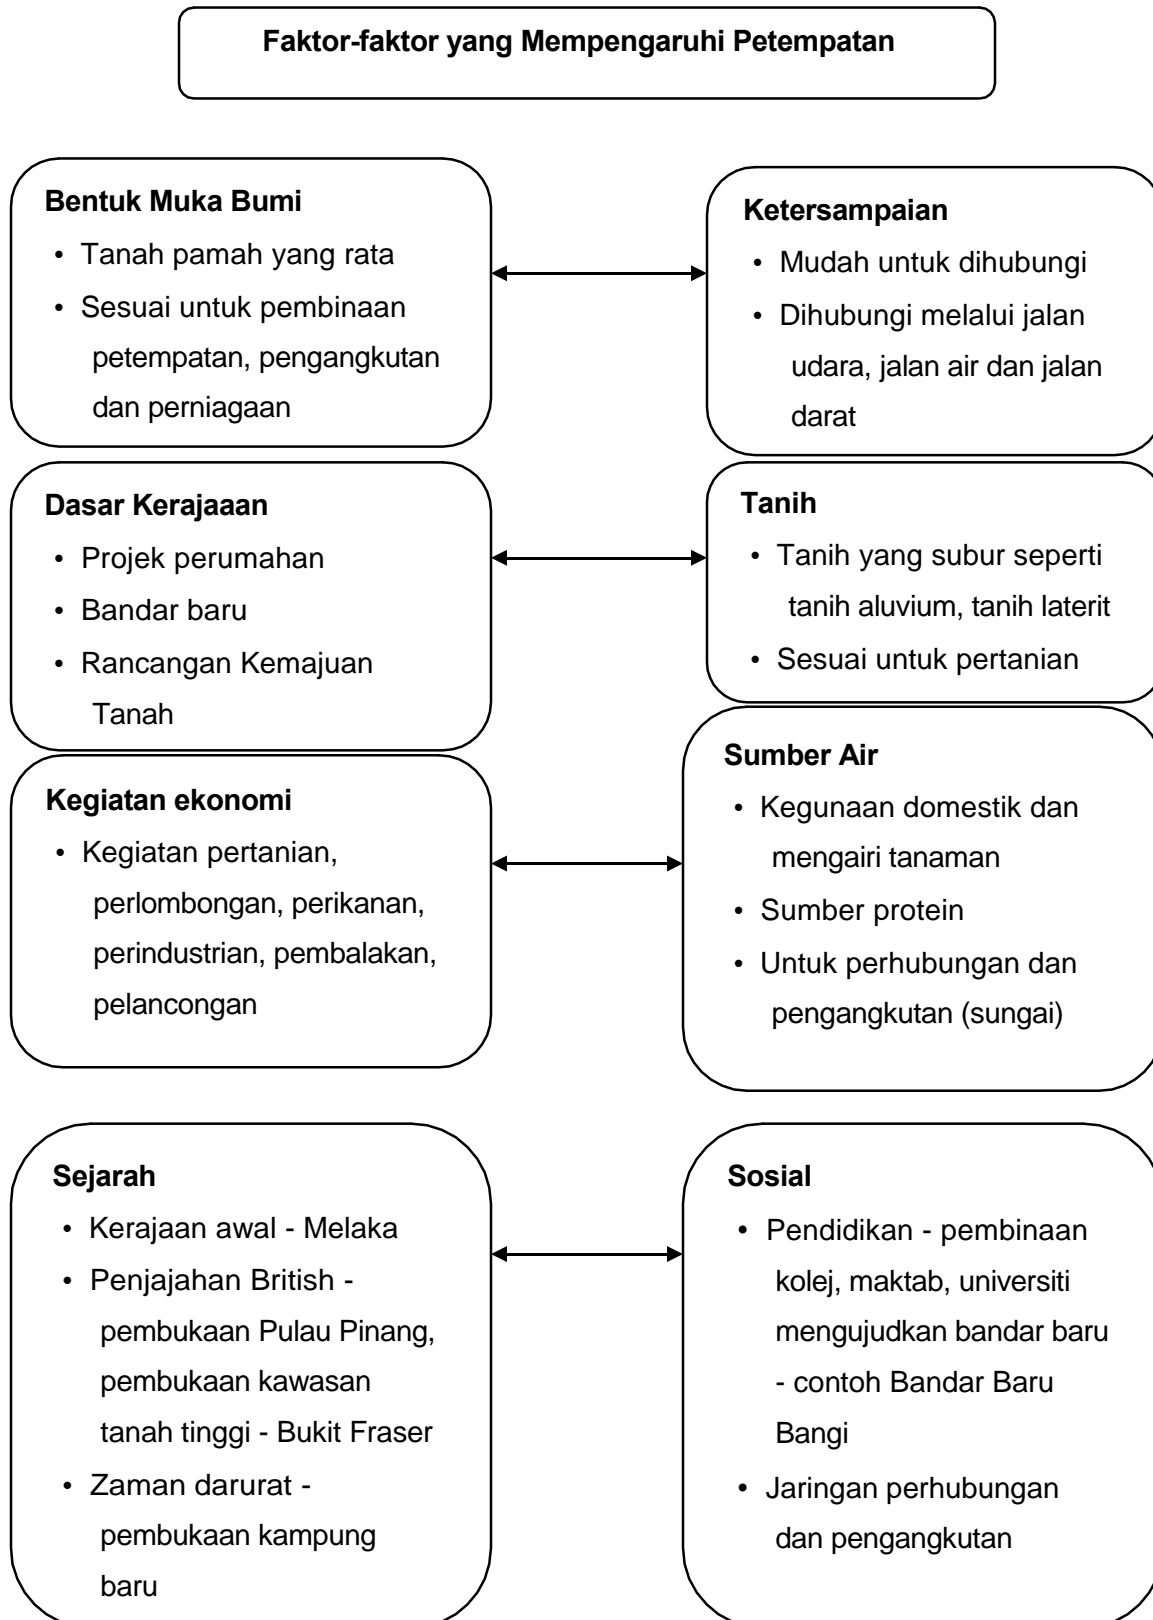 Faktor-faktor yang Mempengaruhi Petempatan
Bentuk Muka Bumi
• Tanah pamah yang rata
• Sesuai untuk pembinaan
petempatan, pengangkutan
dan perniagaan
Ketersampaian
• Mudah untuk dihubungi
• Dihubungi melalui jalan
udara, jalan air dan jalan
darat
Dasar Kerajaaan
• Projek perumahan
• Bandar baru
• Rancangan Kemajuan
Tanah
Tanih
• Tanih yang subur seperti
tanih aluvium, tanih laterit
• Sesuai untuk pertanian
Kegiatan ekonomi
• Kegiatan pertanian,
perlombongan, perikanan,
perindustrian, pembalakan,
pelancongan
Sumber Air
• Kegunaan domestik dan
mengairi tanaman
• Sumber protein
• Untuk perhubungan dan
pengangkutan (sungai)
Sejarah
• Kerajaan awal - Melaka
• Penjajahan British -
pembukaan Pulau Pinang,
pembukaan kawasan
tanah tinggi - Bukit Fraser
• Zaman darurat -
pembukaan kampung
baru
Sosial
• Pendidikan - pembinaan
kolej, maktab, universiti
mengujudkan bandar baru
- contoh Bandar Baru
Bangi
• Jaringan perhubungan
dan pengangkutan